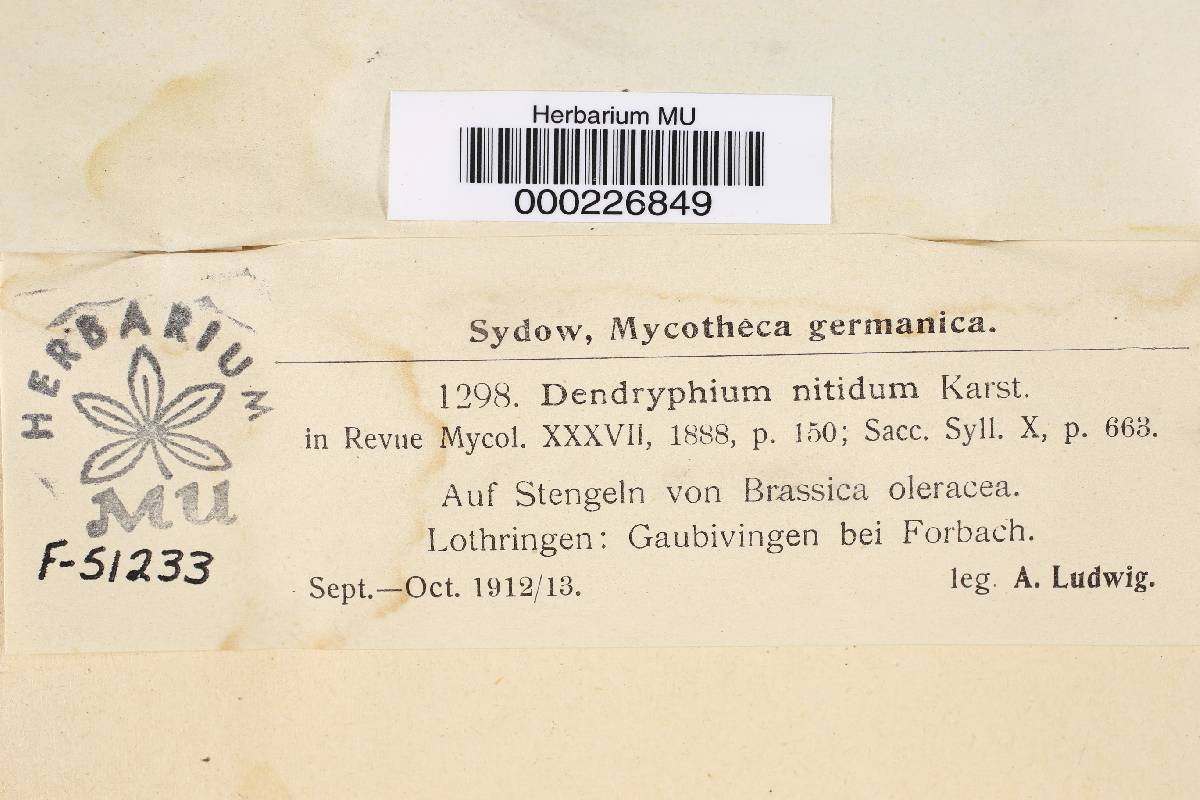 Herbarium MU
000226849
HERBARIUM
MU
F-51233
Sydow, Mycotheca germanica.
1298. Dendryphium nitidum Karst.
in Revue Mycol. XXXVII, 1888, p. 150; Sacc. Syll. X, p. 663.
Auf Stengeln von Brassica oleracea.
Lothringen: Gaubivingen bei Forbach.
Sept.—Oct. 1912/13. leg. A. Ludwig.